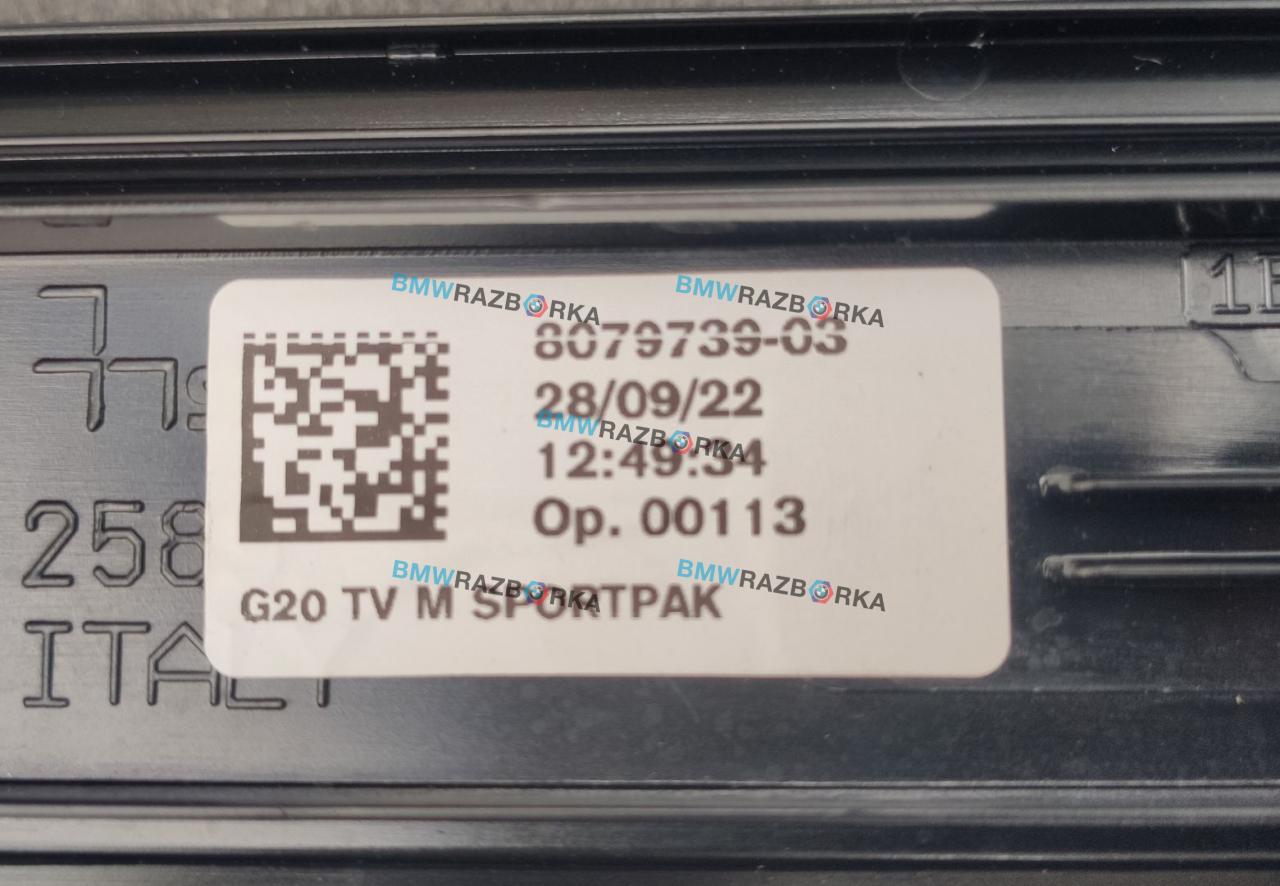 BMWRAZBORKA
BMWRAZBORKA
8079739-03
28/09/22
BMWRAZBORKA
12:49:34
Op. 00113
BMWRAZBORKA
BMWRAZBORKA
G20 TV M SPORTPAK
258
ITALY